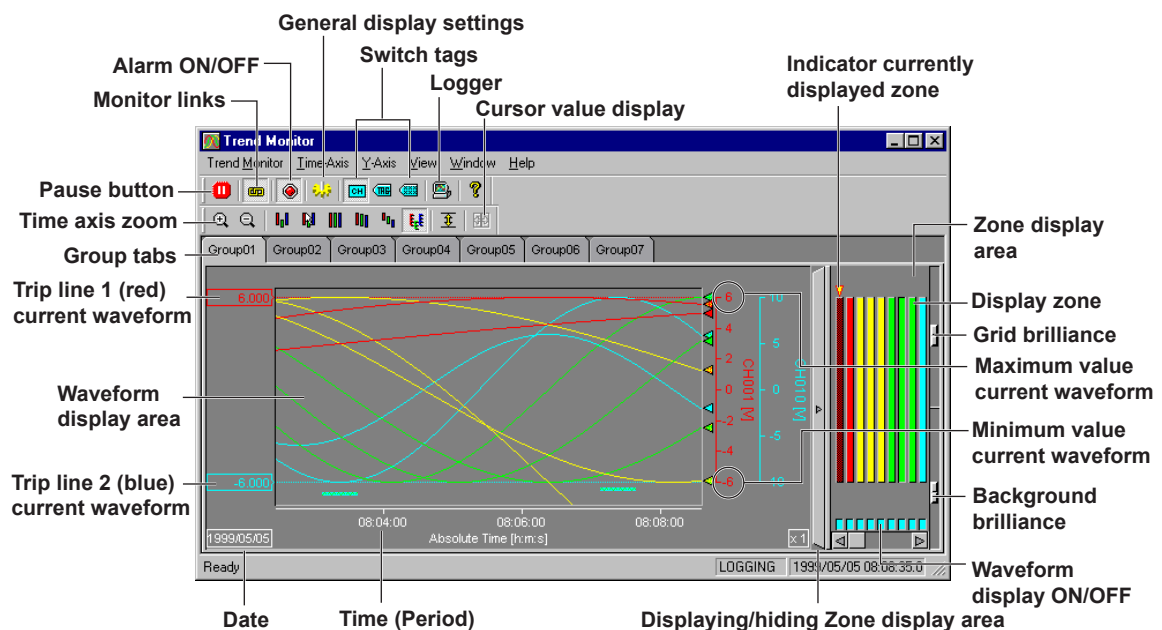 General display settings
Switch tags
Alarm ON/OFF
Logger
Indicator currently
displayed zone
Monitor links
Cursor value display
Trend Monitor
Trend Monitor Time-Axis Y-Axis View Window Help
Pause button
CH TAG
Time axis zoom
Zone display
area
Group tabs
Group01 Group02 Group03 Group04 Group05 Group06 Group07
Trip line 1 (red)
current waveform
6.000
6 10
Display zone
Grid brilliance
4
5
2
Maximum value
current waveform
Waveform
display area
0 0
CH001 [V]
CH010 [V]
-2
-4
-5
Minimum value
current waveform
Trip line 2 (blue)
current waveform
-6.000
-6 -10
Background
brilliance
08:04:00 08:06:00 08:08:00
1999/05/05
Absolute Time [h:m:s]
x 1
Ready
LOGGING
1999/05/05 08:08:35.0
Waveform
display ON/OFF
Date
Time (Period)
Displaying/hiding Zone display area